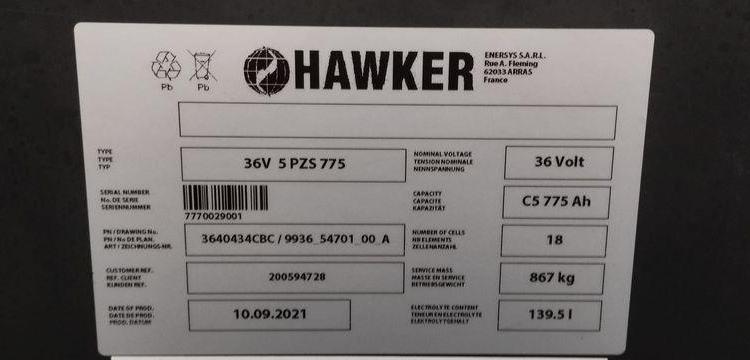 Pb Pb
HAWKER
ENERSYS S.A.R.L.
Rue A. Fleming
62033 ARRAS
France
TYPE
TYPE
TYP
36V 5 PZS 775
NOMINAL VOLTAGE
TENSION NOMINALE
NENNSPANNUNG
36 Volt
SERIAL NUMBER
No. DE SERIE
SERIENNUMMER
7770029001
CAPACITY
CAPACITE
KAPAZITÄT
C5 775 Ah
PN / DRAWING No.
PN / No DE PLAN.
ART / ZEICHNUNGS-NR.
3640434CBC / 9936_54701_00_A
NUMBER OF CELLS
NB ELEMENTS
ZELLENANZAHL
18
CUSTOMER REF.
REF. CLIENT
KUNDEN REF.
200594728
SERVICE MASS
MASSE EN SERVICE
BETRIEBSGEWICHT
867 kg
DATE OF PROD.
DATE DE PROD.
PROD. DATUM
10.09.2021
ELECTROLYTE CONTENT
TENEUR EN ELECTROLYTE
ELEKTROLYTGEHALT
139.5 l